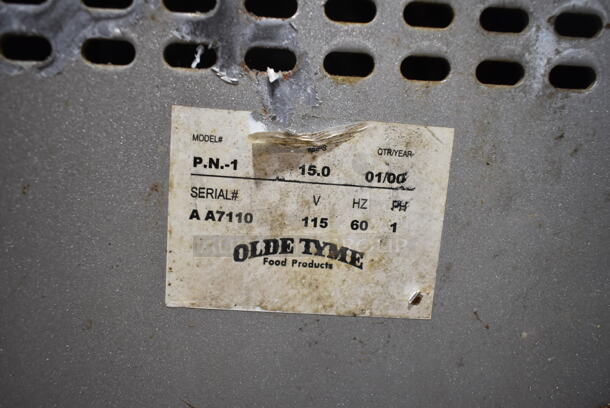 MODEL# AMPS QTR/YEAR
P.N.-1 15.0 01/00
SERIAL# V HZ PH
A A7110 115 60 1
OLDE TYME
Food Products